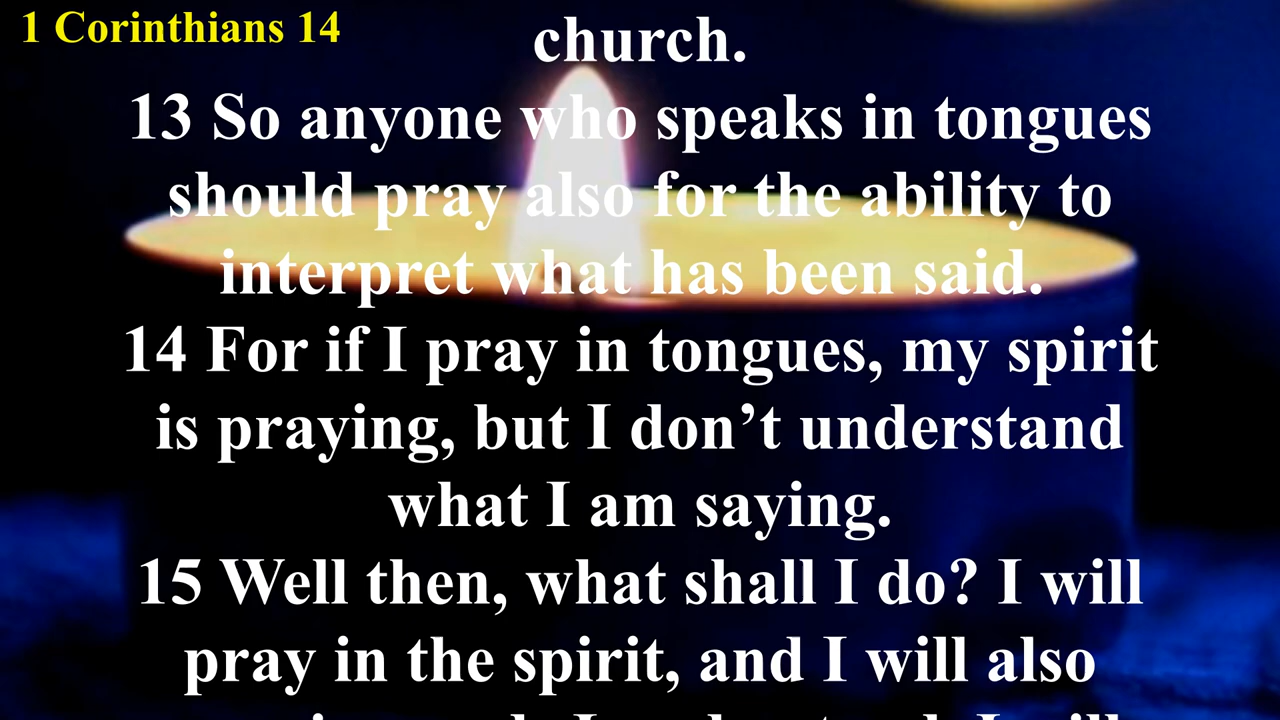 1 Corinthians 14
church.
13 So anyone who speaks in tongues
should pray also for the ability to
interpret what has been said.
14 For if I pray in tongues, my spirit
is praying, but I don’t understand
what I am saying.
15 Well then, what shall I do? I will
pray in the spirit, and I will also